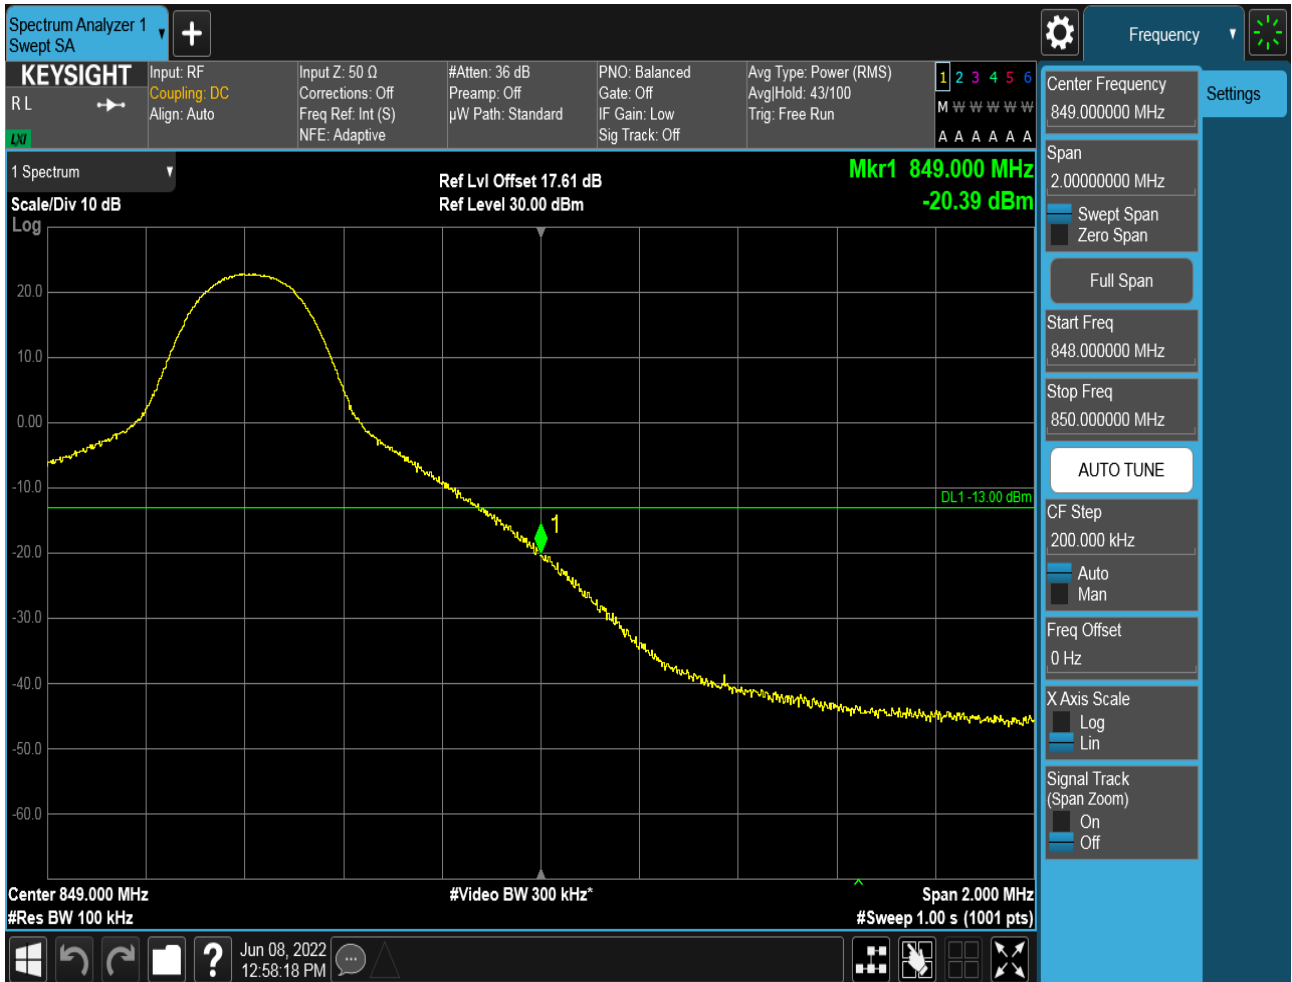 Spectrum Analyzer 1
Swept SA
Frequency
KEYSIGHT
R L
LXI
Input: RF
Coupling: DC
Align: Auto
Input Z: 50 Ω
Corrections: Off
Freq Ref: Int (S)
NFE: Adaptive
#Atten: 36 dB
Preamp: Off
µW Path: Standard
PNO: Balanced
Gate: Off
IF Gain: Low
Sig Track: Off
Avg Type: Power (RMS)
Avg|Hold: 43/100
Trig: Free Run
1 2 3 4 5 6
M W W W W W
A A A A A A
1 Spectrum
Scale/Div 10 dB
Log
Ref Lvl Offset 17.61 dB
Ref Level 30.00 dBm
Mkr1 849.000 MHz
-20.39 dBm
20.0
10.0
0.00
-10.0
-20.0
-30.0
-40.0
-50.0
-60.0
DL1 -13.00 dBm
1
Center 849.000 MHz
#Res BW 100 kHz
#Video BW 300 kHz*
Span 2.000 MHz
#Sweep 1.00 s (1001 pts)
Jun 08, 2022
12:58:18 PM
Center Frequency
849.000000 MHz
Settings
Span
2.00000000 MHz
Swept Span
Zero Span
Full Span
Start Freq
848.000000 MHz
Stop Freq
850.000000 MHz
AUTO TUNE
CF Step
200.000 kHz
Auto
Man
Freq Offset
0 Hz
X Axis Scale
Log
Lin
Signal Track
(Span Zoom)
On
Off